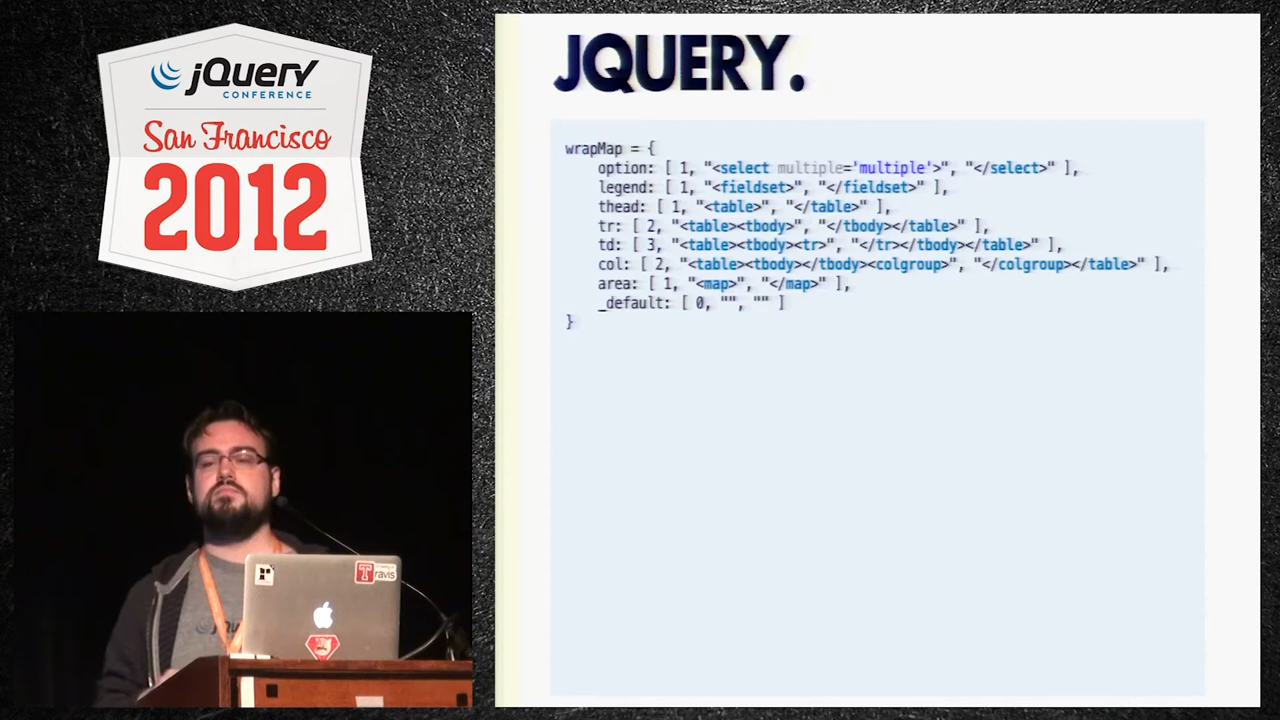 jQuery
CONFERENCE
San Francisco
2012
JQUERY.
wrapMap = {
option: [ 1, "<select multiple='multiple'>", "</select>" ],
legend: [ 1, "<fieldset>", "</fieldset>" ],
thead: [ 1, "<table>", "</table>" ],
tr: [ 2, "<table><tbody>", "</tbody></table>" ],
td: [ 3, "<table><tbody><tr>", "</tr></tbody></table>" ],
col: [ 2, "<table><tbody></tbody><colgroup>", "</colgroup></table>" ],
area: [ 1, "<map>", "</map>" ],
_default: [ 0, "", "" ]
}
Travis